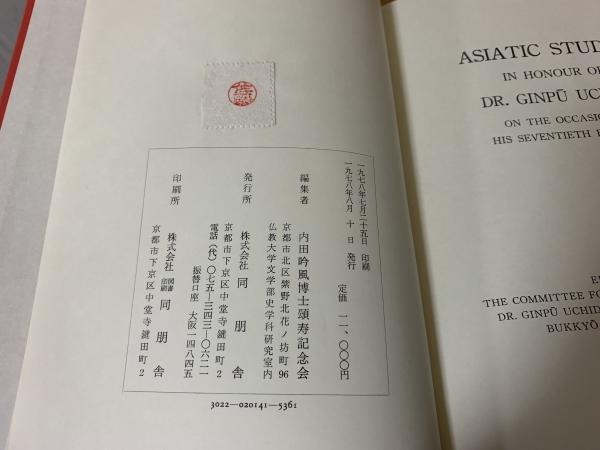 一九七八年七月二十五日 印刷
一九七八年八月 十日 発行
定価 一一、〇〇〇円
編集者 内田吟風博士頌寿記念会
京都市北区紫野北花ノ坊町96
仏教大学文学部史学科研究室内
発行所 株式会社 同朋舎
京都市下京区中堂寺鍵田町2
電話(代)〇七五―三四三―〇六二一
振替口座 大阪一四八四五
印刷所 株式会社 図書印刷 同朋舎
京都市下京区中堂寺鍵田町2
3022—020141—5361
ASIATIC STUD
IN HONOUR O
DR. GINPŪ UCHI
ON THE OCCASIO
HIS SEVENTIETH
THE COMMITTEE FO
DR. GINPŪ UCHID
BUKKYŌ